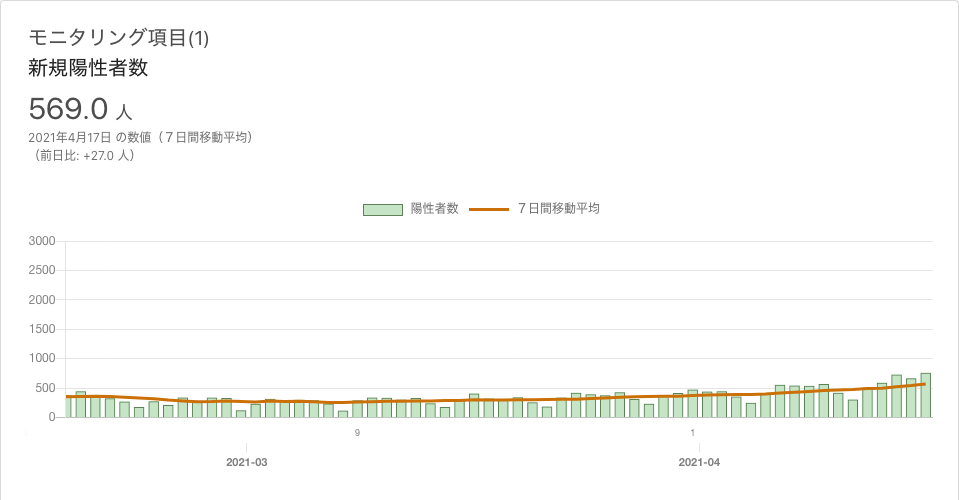 モニタリング項目(1)
新規陽性者数
569.0 人
2021年4月17日 の数値（７日間移動平均）
（前日比: +27.0 人）
陽性者数 ７日間移動平均
3000
2500
2000
1500
1000
500
0
9 1
2021-03 2021-04